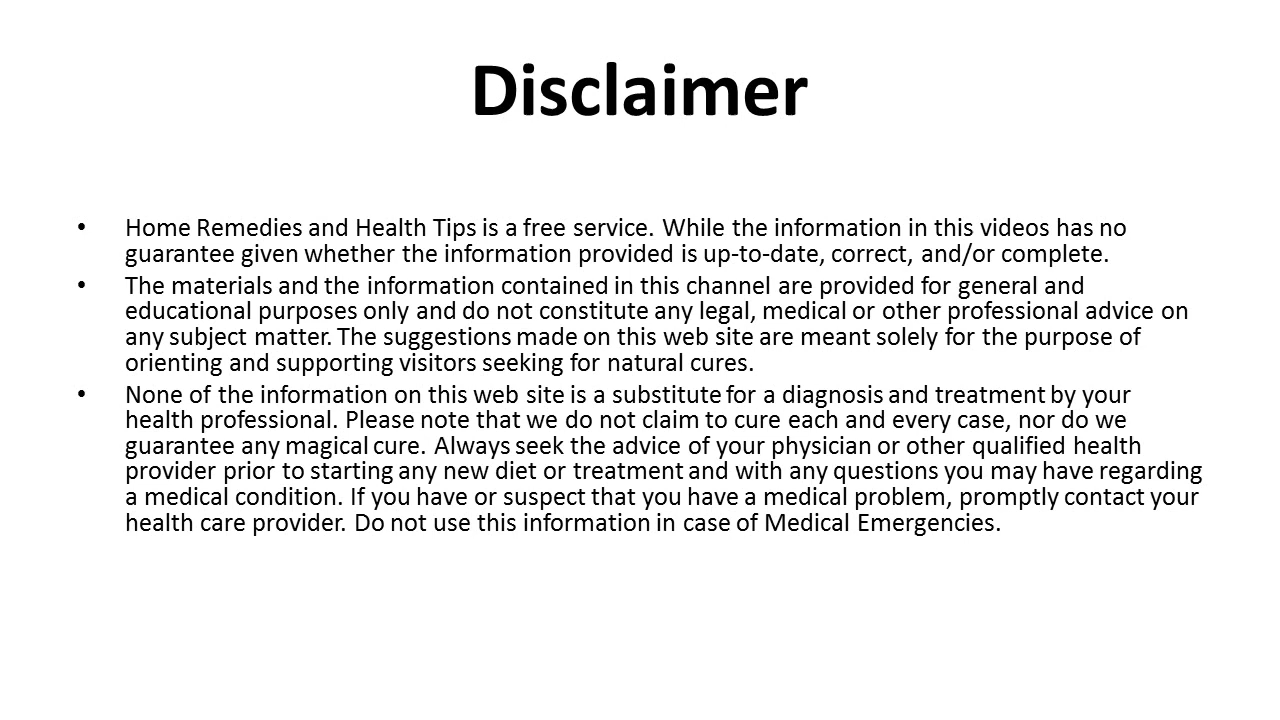 Disclaimer
• Home Remedies and Health Tips is a free service. While the information in this videos has no
guarantee given whether the information provided is up-to-date, correct, and/or complete.
• The materials and the information contained in this channel are provided for general and
educational purposes only and do not constitute any legal, medical or other professional advice on
any subject matter. The suggestions made on this web site are meant solely for the purpose of
orienting and supporting visitors seeking for natural cures.
• None of the information on this web site is a substitute for a diagnosis and treatment by your
health professional. Please note that we do not claim to cure each and every case, nor do we
guarantee any magical cure. Always seek the advice of your physician or other qualified health
provider prior to starting any new diet or treatment and with any questions you may have regarding
a medical condition. If you have or suspect that you have a medical problem, promptly contact your
health care provider. Do not use this information in case of Medical Emergencies.